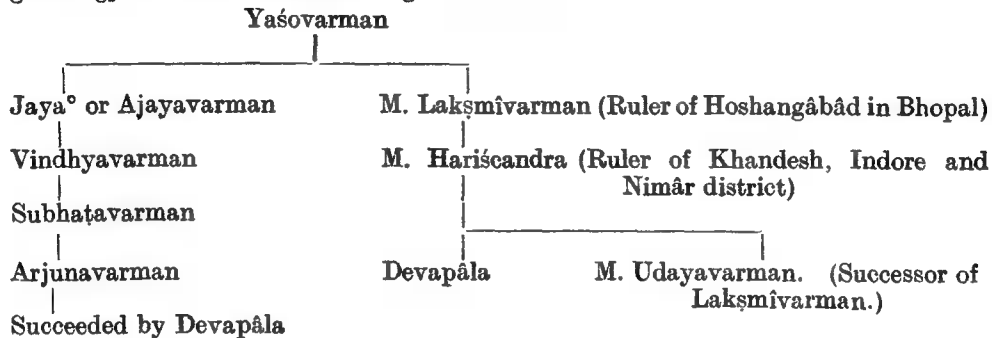 Yaśovarman
Jaya° or Ajayavarman M. Lakṣmîvarman (Ruler of Hoshangâbâd in Bhopal)
Vindhyavarman M. Hariścandra (Ruler of Khandesh, Indore and
Nimâr district)
Subhaṭavarman
Arjunavarman Devapâla M. Udayavarman. (Successor of
Lakṣmîvarman.)
Succeeded by Devapâla